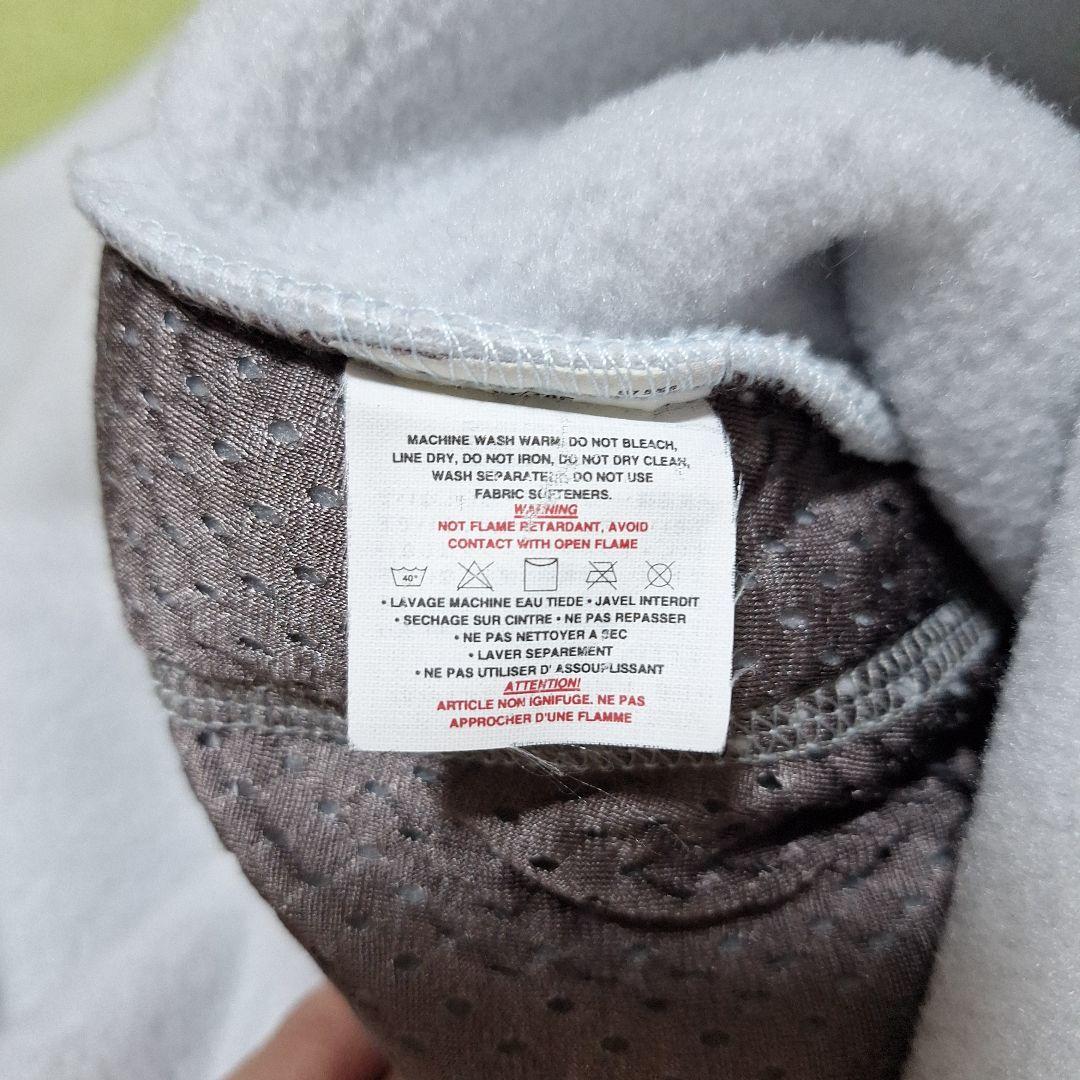 MACHINE WASH WARM, DO NOT BLEACH,
LINE DRY, DO NOT IRON, DO NOT DRY CLEAN,
WASH SEPARATELY. DO NOT USE
FABRIC SOFTENERS.
WARNING
NOT FLAME RETARDANT, AVOID
CONTACT WITH OPEN FLAME
40°
• LAVAGE MACHINE EAU TIEDE • JAVEL INTERDIT
• SECHAGE SUR CINTRE • NE PAS REPASSER
• NE PAS NETTOYER A SEC
• LAVER SEPAREMENT
• NE PAS UTILISER D'ASSOUPLISSANT
ATTENTION!
ARTICLE NON IGNIFUGE. NE PAS
APPROCHER D'UNE FLAMME